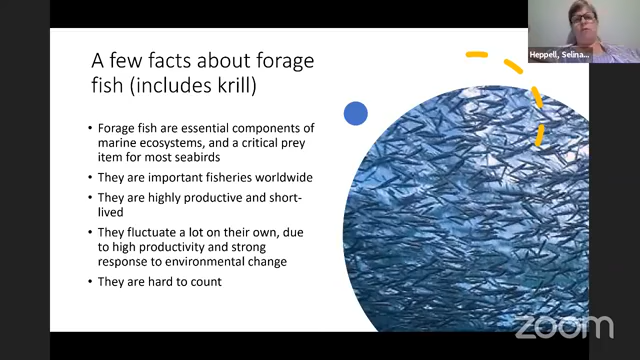 Heppell, Selina...
A few facts about forage
fish (includes krill)
• Forage fish are essential components of
marine ecosystems, and a critical prey
item for most seabirds
• They are important fisheries worldwide
• They are highly productive and short-
lived
• They fluctuate a lot on their own, due
to high productivity and strong
response to environmental change
• They are hard to count
zoom